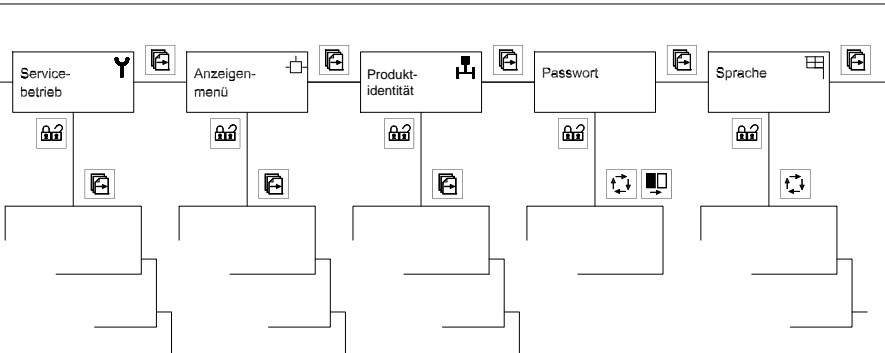 Service-
betrieb
Anzeigen-
menü
Produkt-
identität
Passwort
Sprache